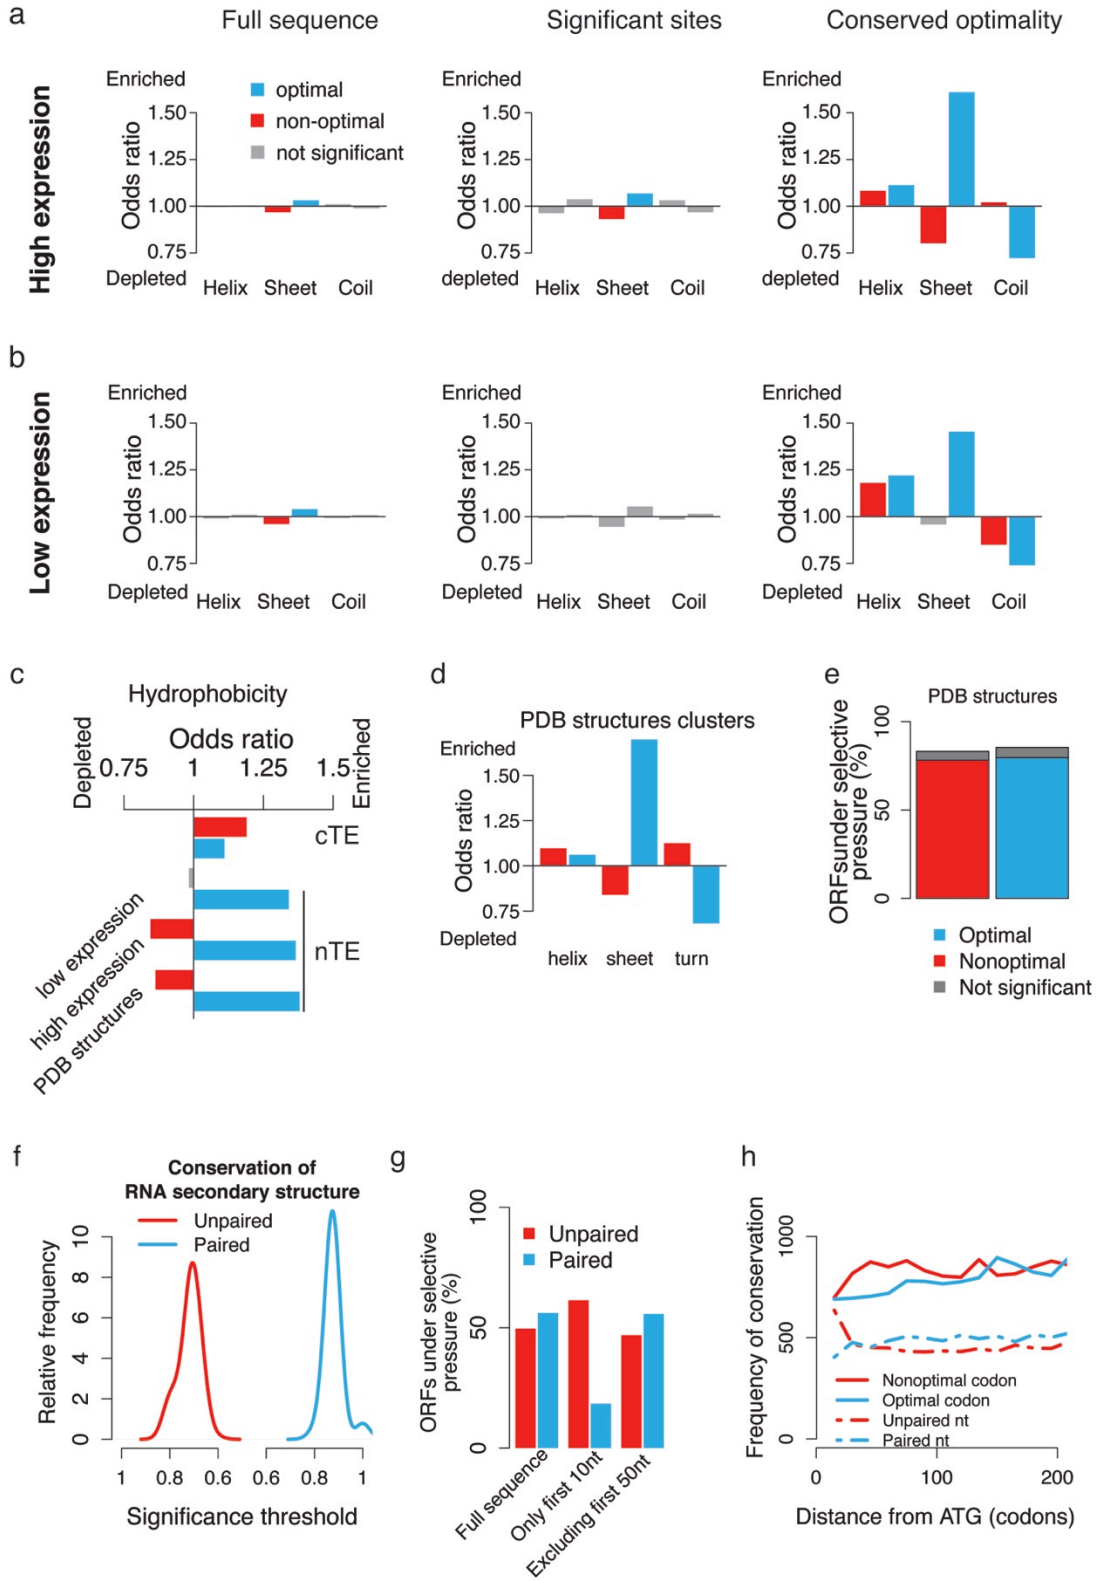 a
Full sequence
Significant sites
Conserved optimality
High expression
Enriched
optimal
non-optimal
not significant
1.50
1.25
1.00
0.75
Odds ratio
Depleted
Helix Sheet Coil
Enriched
1.50
1.25
1.00
0.75
Odds ratio
depleted
Helix Sheet Coil
Enriched
1.50
1.25
1.00
0.75
Odds ratio
depleted
Helix Sheet Coil
b
Low expression
Enriched
1.50
1.25
1.00
0.75
Odds ratio
Depleted
Helix Sheet Coil
Enriched
1.50
1.25
1.00
0.75
Odds ratio
Depleted
Helix Sheet Coil
Enriched
1.50
1.25
1.00
0.75
Odds ratio
Depleted
Helix Sheet Coil
c
Hydrophobicity
Odds ratio
Depleted
0.75 1 1.25 1.5
Enriched
cTE
nTE
low expression
high expression
PDB structures
d
PDB structures clusters
Enriched
1.50
1.25
1.00
0.75
Odds ratio
Depleted
helix sheet turn
e
PDB structures
100
50
0
ORFsunder selective
pressure (%)
Optimal
Nonoptimal
Not significant
f
Conservation of
RNA secondary structure
Unpaired
Paired
10
8
6
4
2
0
Relative frequency
1 0.8 0.6 0.6 0.8 1
Significance threshold
g
100
50
0
ORFs under selective
pressure (%)
Unpaired
Paired
Full sequence
Only first 10nt
Excluding first 50nt
h
1000
500
0
Frequency of conservation
Nonoptimal codon
Optimal codon
Unpaired nt
Paired nt
0 100 200
Distance from ATG (codons)